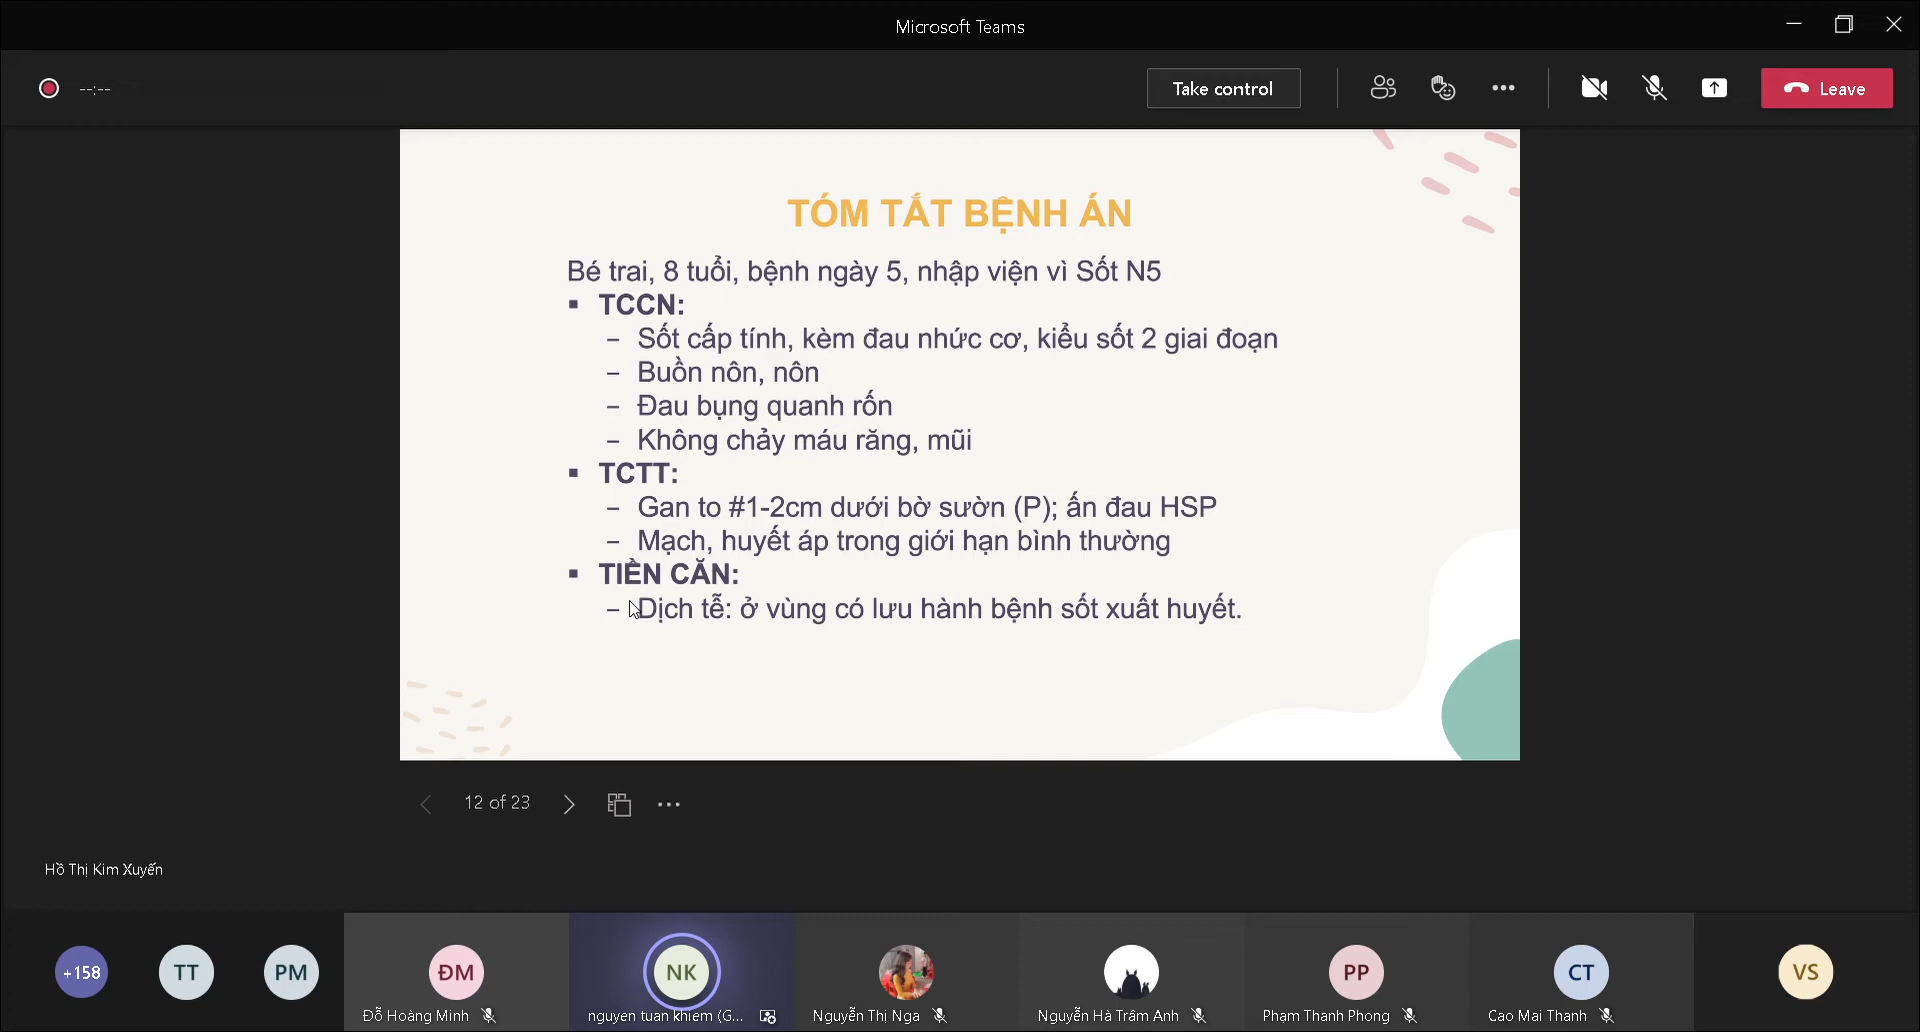 Microsoft Teams
--:--
Take control
Leave
TÓM TẮT BỆNH ÁN
Bé trai, 8 tuổi, bệnh ngày 5, nhập viện vì Sốt N5
▪ TCCN:
– Sốt cấp tính, kèm đau nhức cơ, kiểu sốt 2 giai đoạn
– Buồn nôn, nôn
– Đau bụng quanh rốn
– Không chảy máu răng, mũi
▪ TCTT:
– Gan to #1-2cm dưới bờ sườn (P); ấn đau HSP
– Mạch, huyết áp trong giới hạn bình thường
▪ TIỀN CĂN:
– Dịch tễ: ở vùng có lưu hành bệnh sốt xuất huyết.
12 of 23
Hồ Thị Kim Xuyến
+158 TT PM ĐM NK PP CT VS
Đỗ Hoàng Minh nguyen tuan khiem (G... Nguyễn Thị Nga Nguyễn Hà Trâm Anh Phạm Thanh Phong Cao Mai Thanh